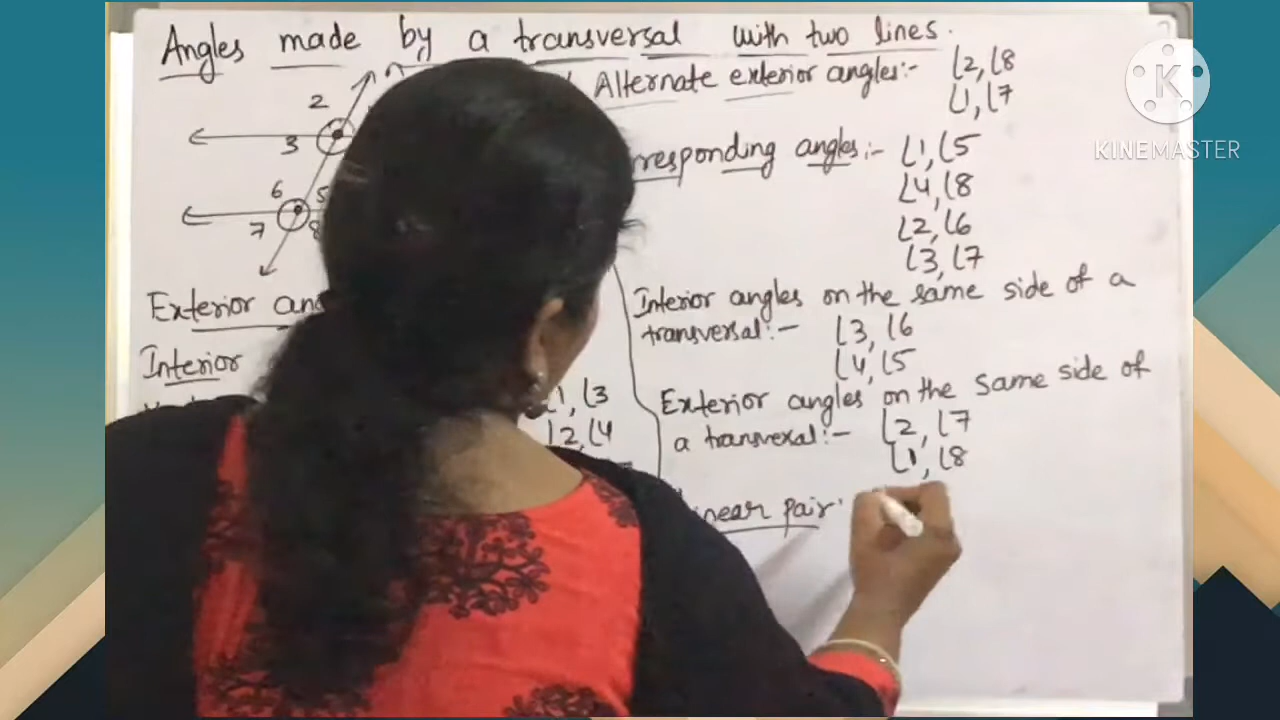 Angles made by a transversal with two lines.
2
3
6 5
7 8
Exterior
Interior
∠1, ∠3
∠2, ∠4
Alternate exterior angles:- ∠2, ∠8
∠1, ∠7
rresponding angles:- ∠1, ∠5
∠4, ∠8
∠2, ∠6
∠3, ∠7
Interior angles on the same side of a
transversal:- ∠3, ∠6
∠4, ∠5
Exterior angles on the same side of
a transversal:- ∠2, ∠7
∠1, ∠8
inear pair:
K
KINEMASTER